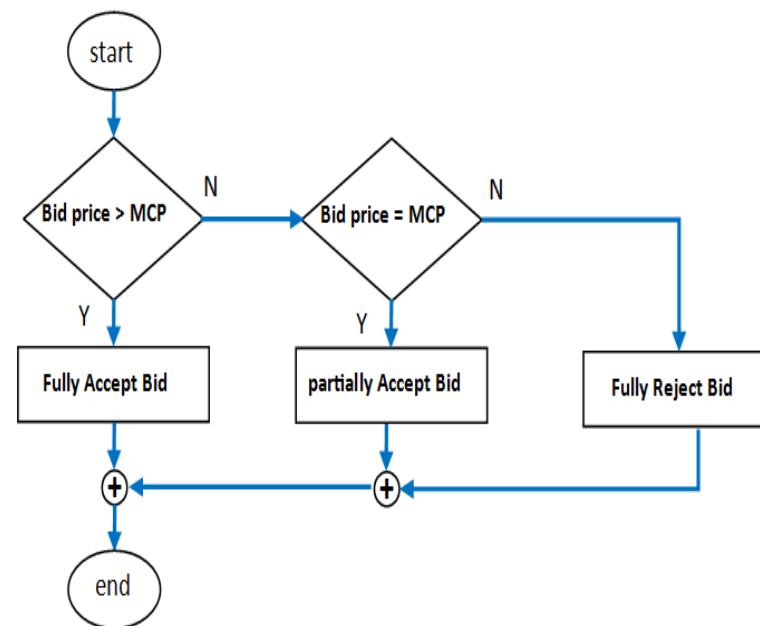 start
Bid price > MCP
N
Bid price = MCP
N
Y
Y
Fully Accept Bid
partially Accept Bid
Fully Reject Bid
+
+
end